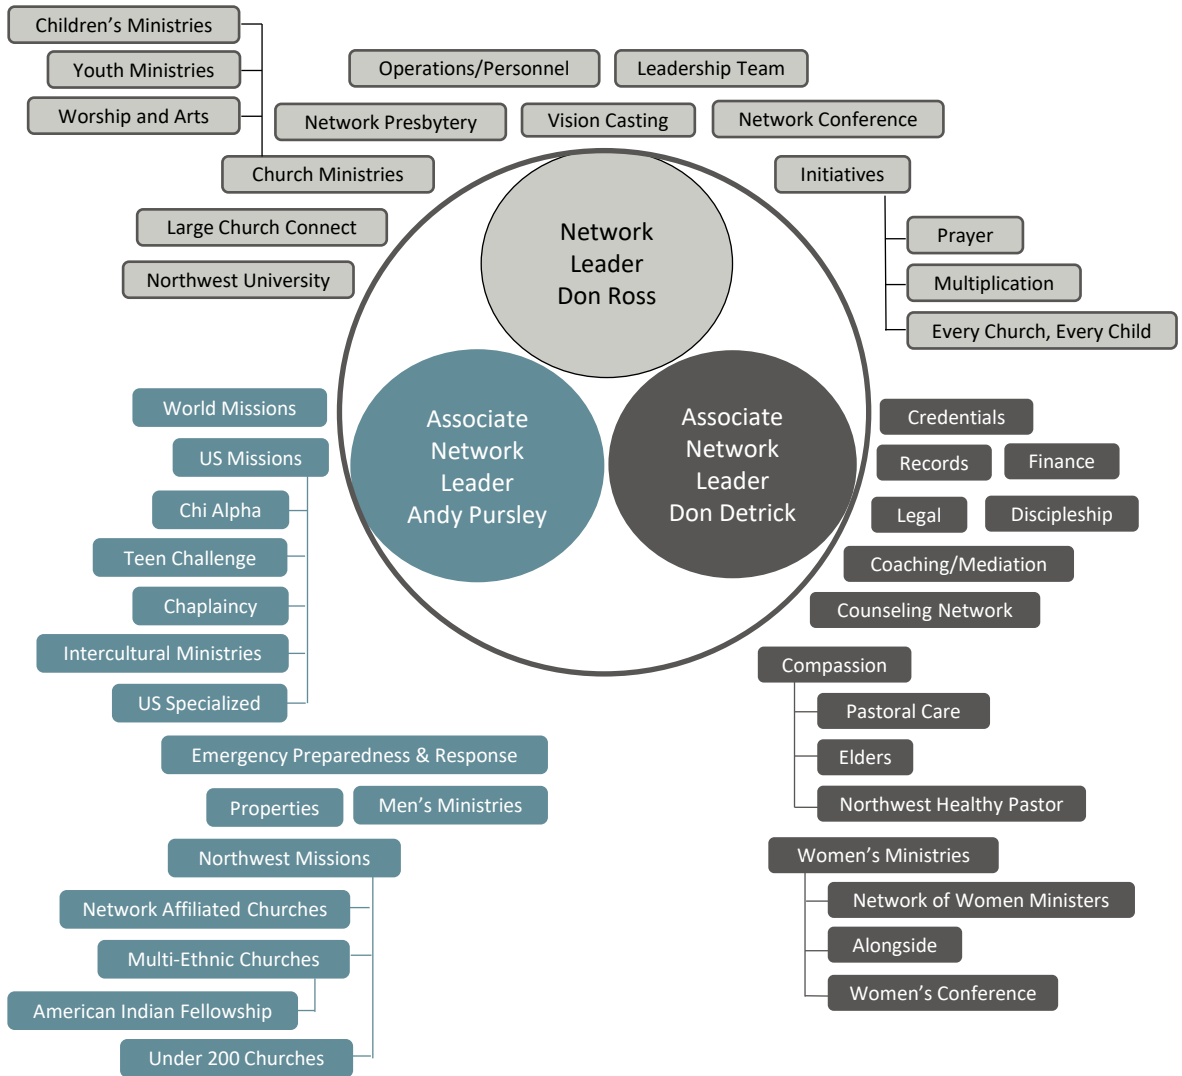 Children’s Ministries
Youth Ministries
Worship and Arts
Church Ministries
Operations/Personnel
Leadership Team
Network Presbytery
Vision Casting
Network Conference
Large Church Connect
Northwest University
Initiatives
Prayer
Multiplication
Every Church, Every Child
Network
Leader
Don Ross
Associate
Network
Leader
Andy Pursley
Associate
Network
Leader
Don Detrick
World Missions
US Missions
Chi Alpha
Teen Challenge
Chaplaincy
Intercultural Ministries
US Specialized
Emergency Preparedness & Response
Properties
Men’s Ministries
Northwest Missions
Network Affiliated Churches
Multi-Ethnic Churches
American Indian Fellowship
Under 200 Churches
Credentials
Records
Finance
Legal
Discipleship
Coaching/Mediation
Counseling Network
Compassion
Pastoral Care
Elders
Northwest Healthy Pastor
Women’s Ministries
Network of Women Ministers
Alongside
Women’s Conference